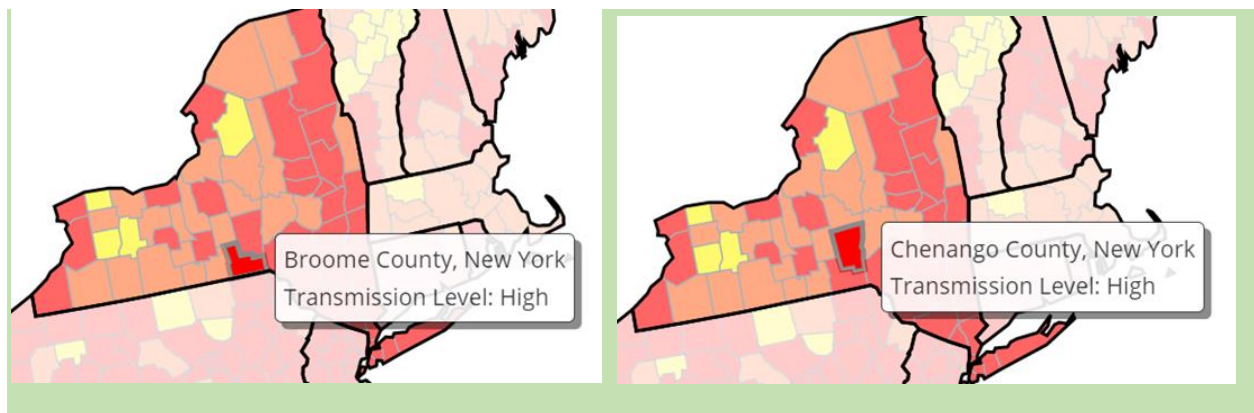 Broome County, New York
Transmission Level: High
Chenango County, New York
Transmission Level: High